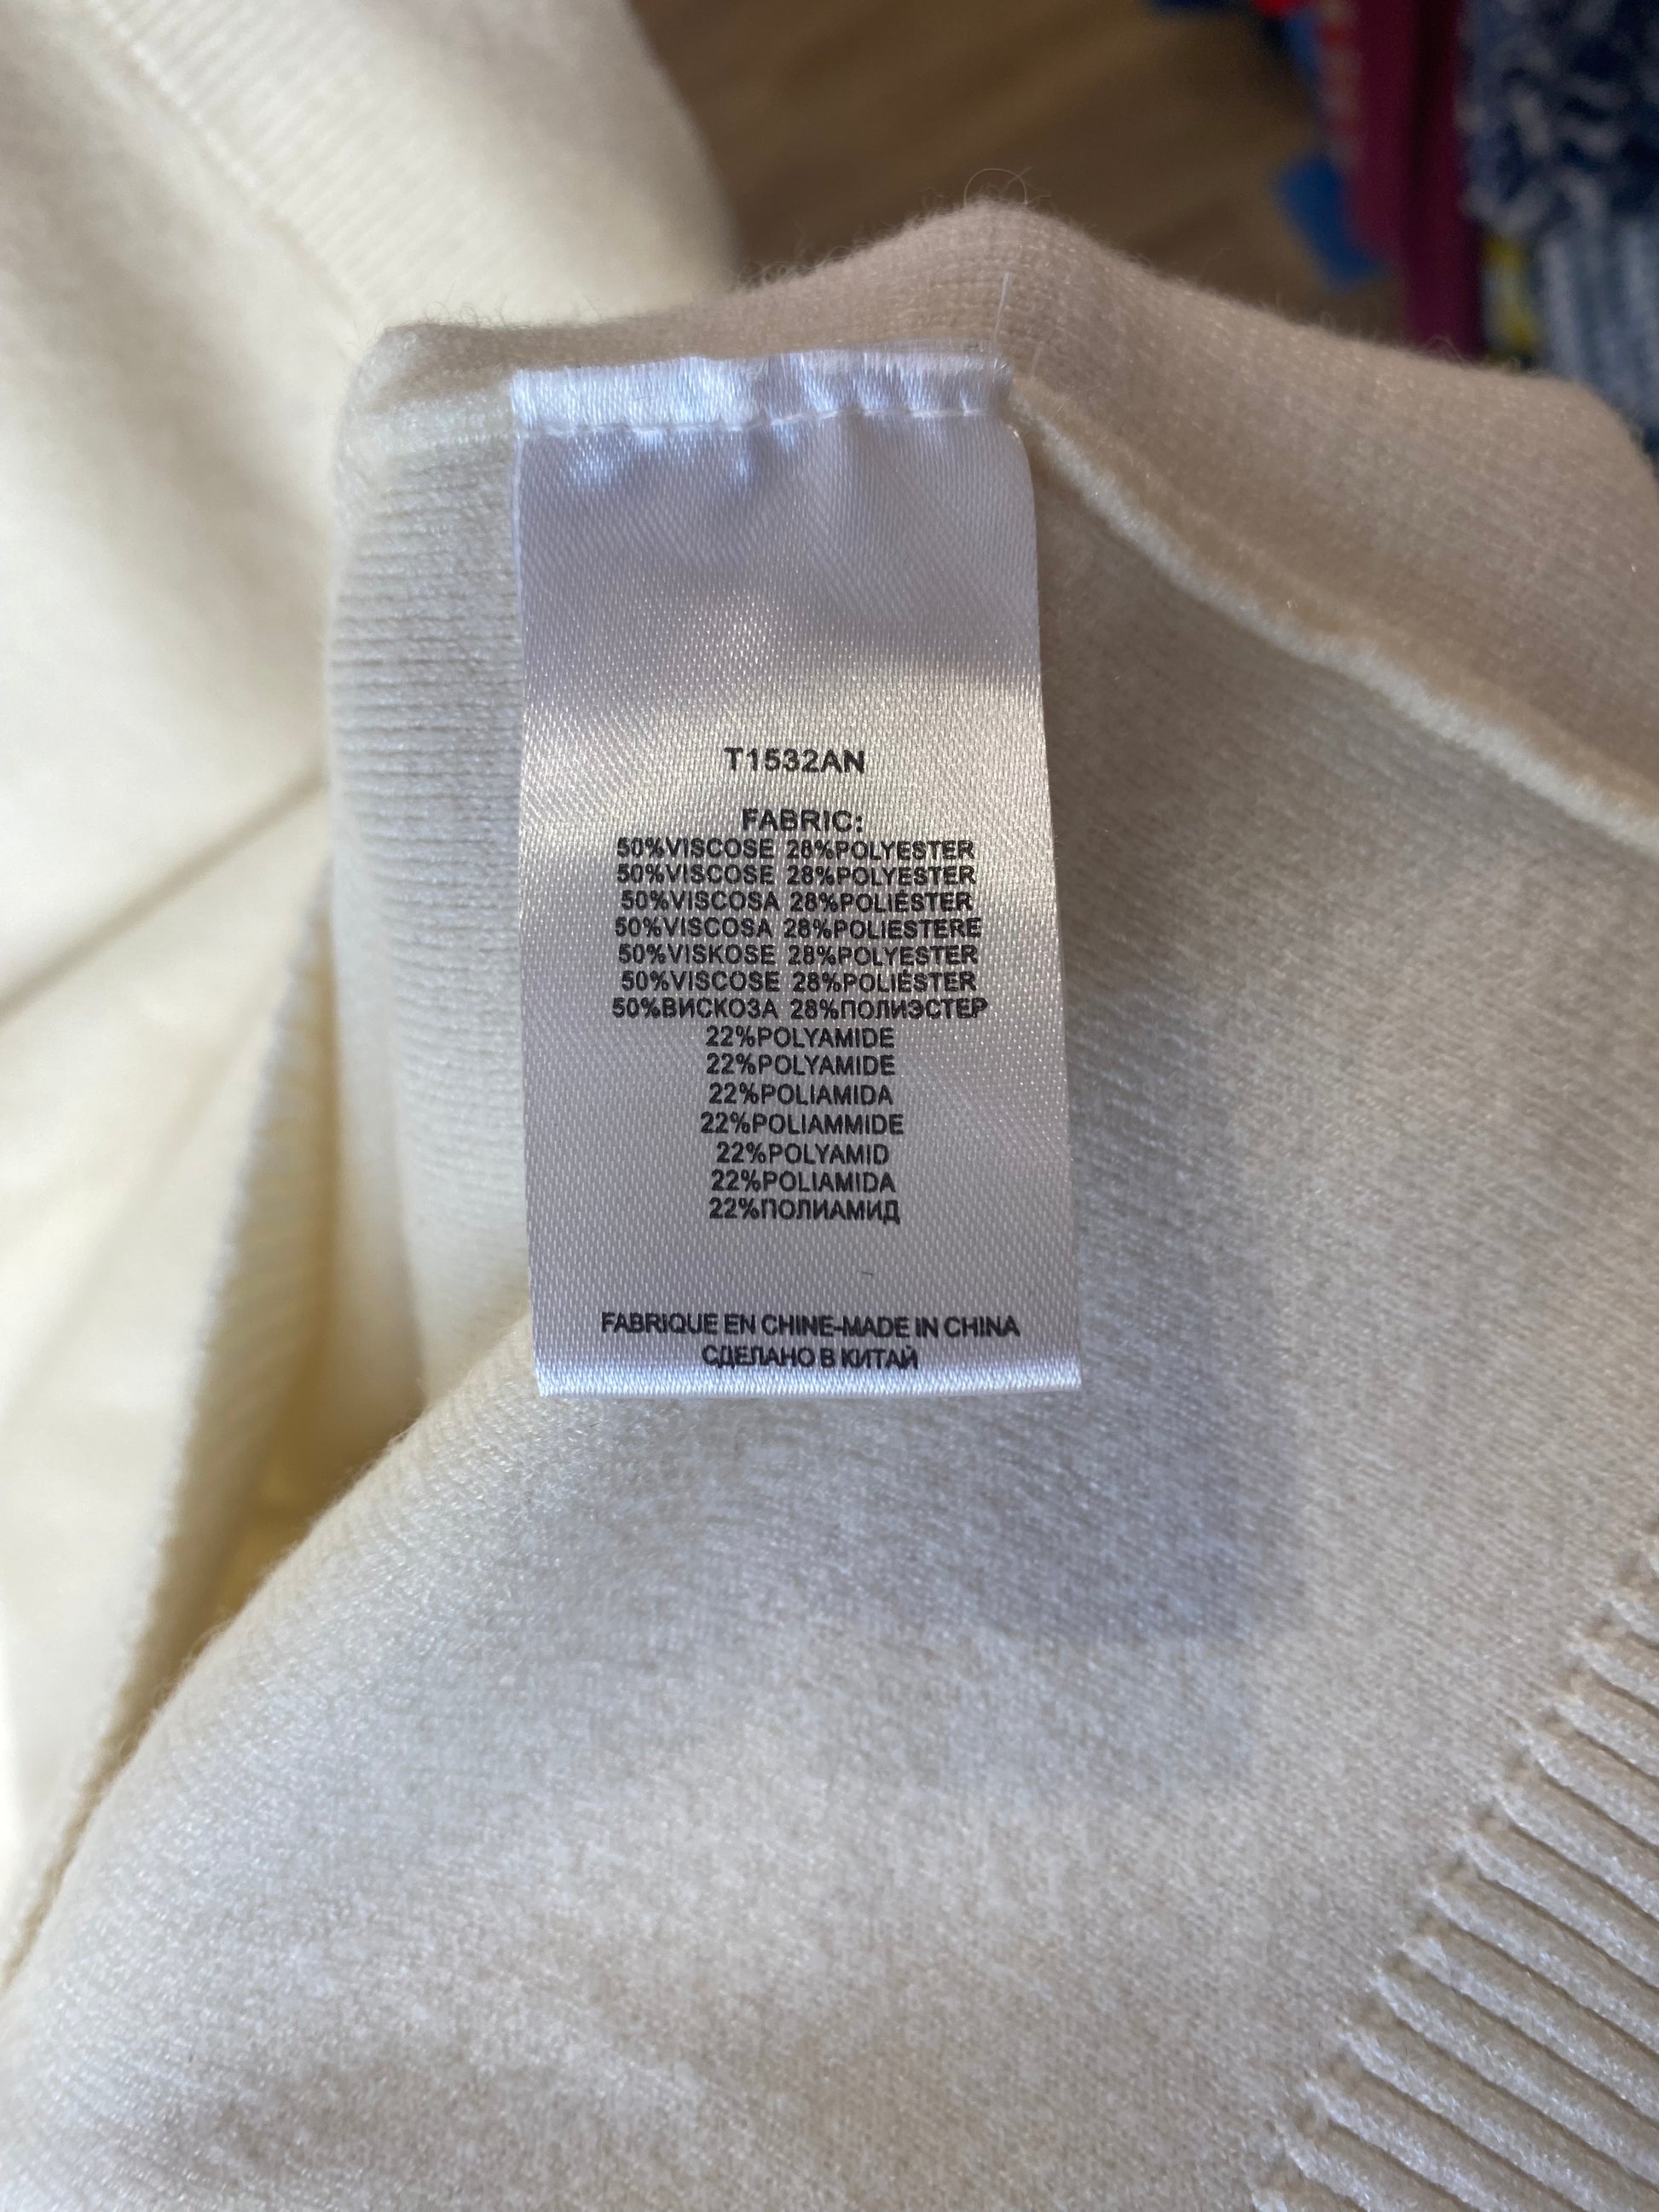 T1532AN
FABRIC:
50%VISCOSE 28%POLYESTER
50%VISCOSE 28%POLYESTER
50%VISCOSA 28%POLIÉSTER
50%VISCOSA 28%POLIESTERE
50%VISKOSE 28%POLYESTER
50%VISCOSE 28%POLIÉSTER
50%ВИСКОЗА 28%ПОЛИЭСТЕР
22%POLYAMIDE
22%POLYAMIDE
22%POLIAMIDA
22%POLIAMMIDE
22%POLYAMID
22%POLIAMIDA
22%ПОЛИАМИД
FABRIQUE EN CHINE-MADE IN CHINA
СДЕЛАНО В КИТАЙ